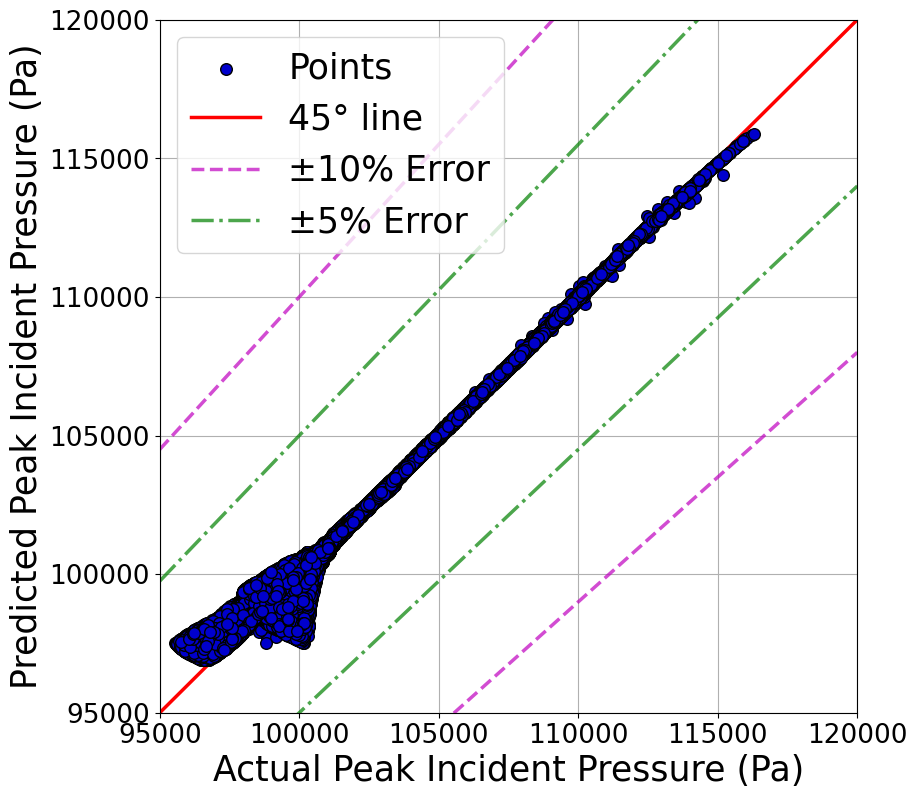 Predicted Peak Incident Pressure (Pa)
120000
115000
110000
105000
100000
95000
Points
45° line
±10% Error
±5% Error
95000 100000 105000 110000 115000 120000
Actual Peak Incident Pressure (Pa)